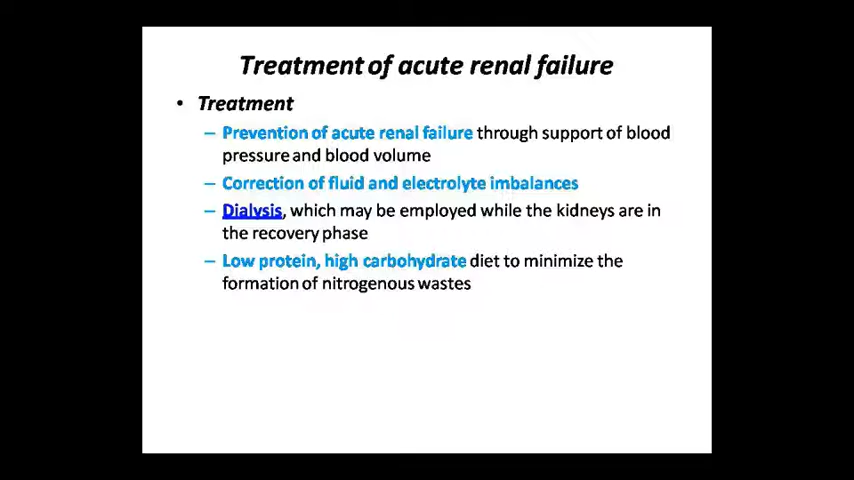 Treatment of acute renal failure
• Treatment
– Prevention of acute renal failure through support of blood
pressure and blood volume
– Correction of fluid and electrolyte imbalances
– Dialysis, which may be employed while the kidneys are in
the recovery phase
– Low protein, high carbohydrate diet to minimize the
formation of nitrogenous wastes